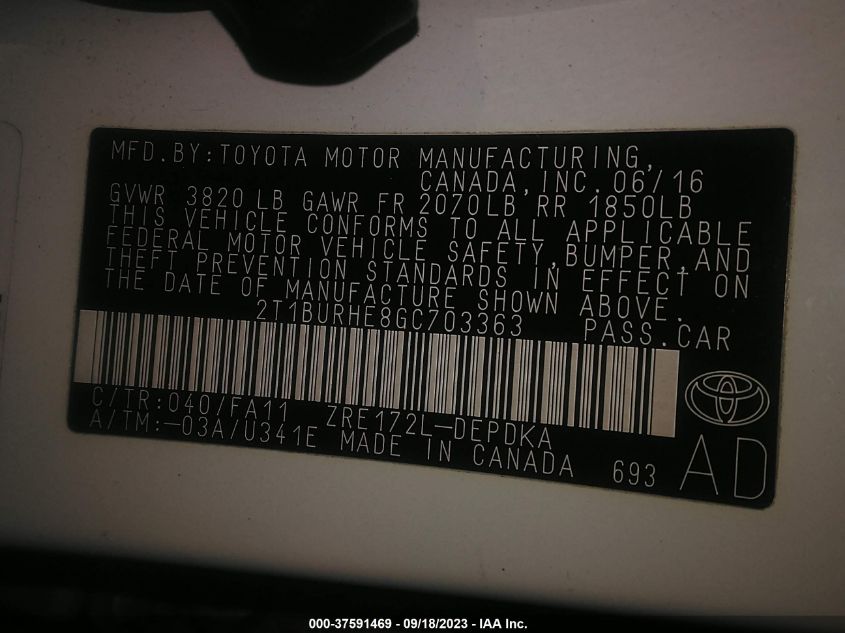 MFD.BY:TOYOTA MOTOR MANUFACTURING,
CANADA,INC.06/16
GVWR 3820 LB GAWR FR 2070LB RR 1850LB
THIS VEHICLE CONFORMS TO ALL APPLICABLE
FEDERAL MOTOR VEHICLE SAFETY,BUMPER,AND
THEFT PREVENTION STANDARDS IN EFFECT ON
THE DATE OF MANUFACTURE SHOWN ABOVE.
2T1BURHE8GC703363 PASS.CAR
C/TR:040/FA11 ZRE172L-DEPDKA
A/TM:-03A/U341E MADE IN CANADA 693 AD
000-37591469 - 09/18/2023 - IAA Inc.